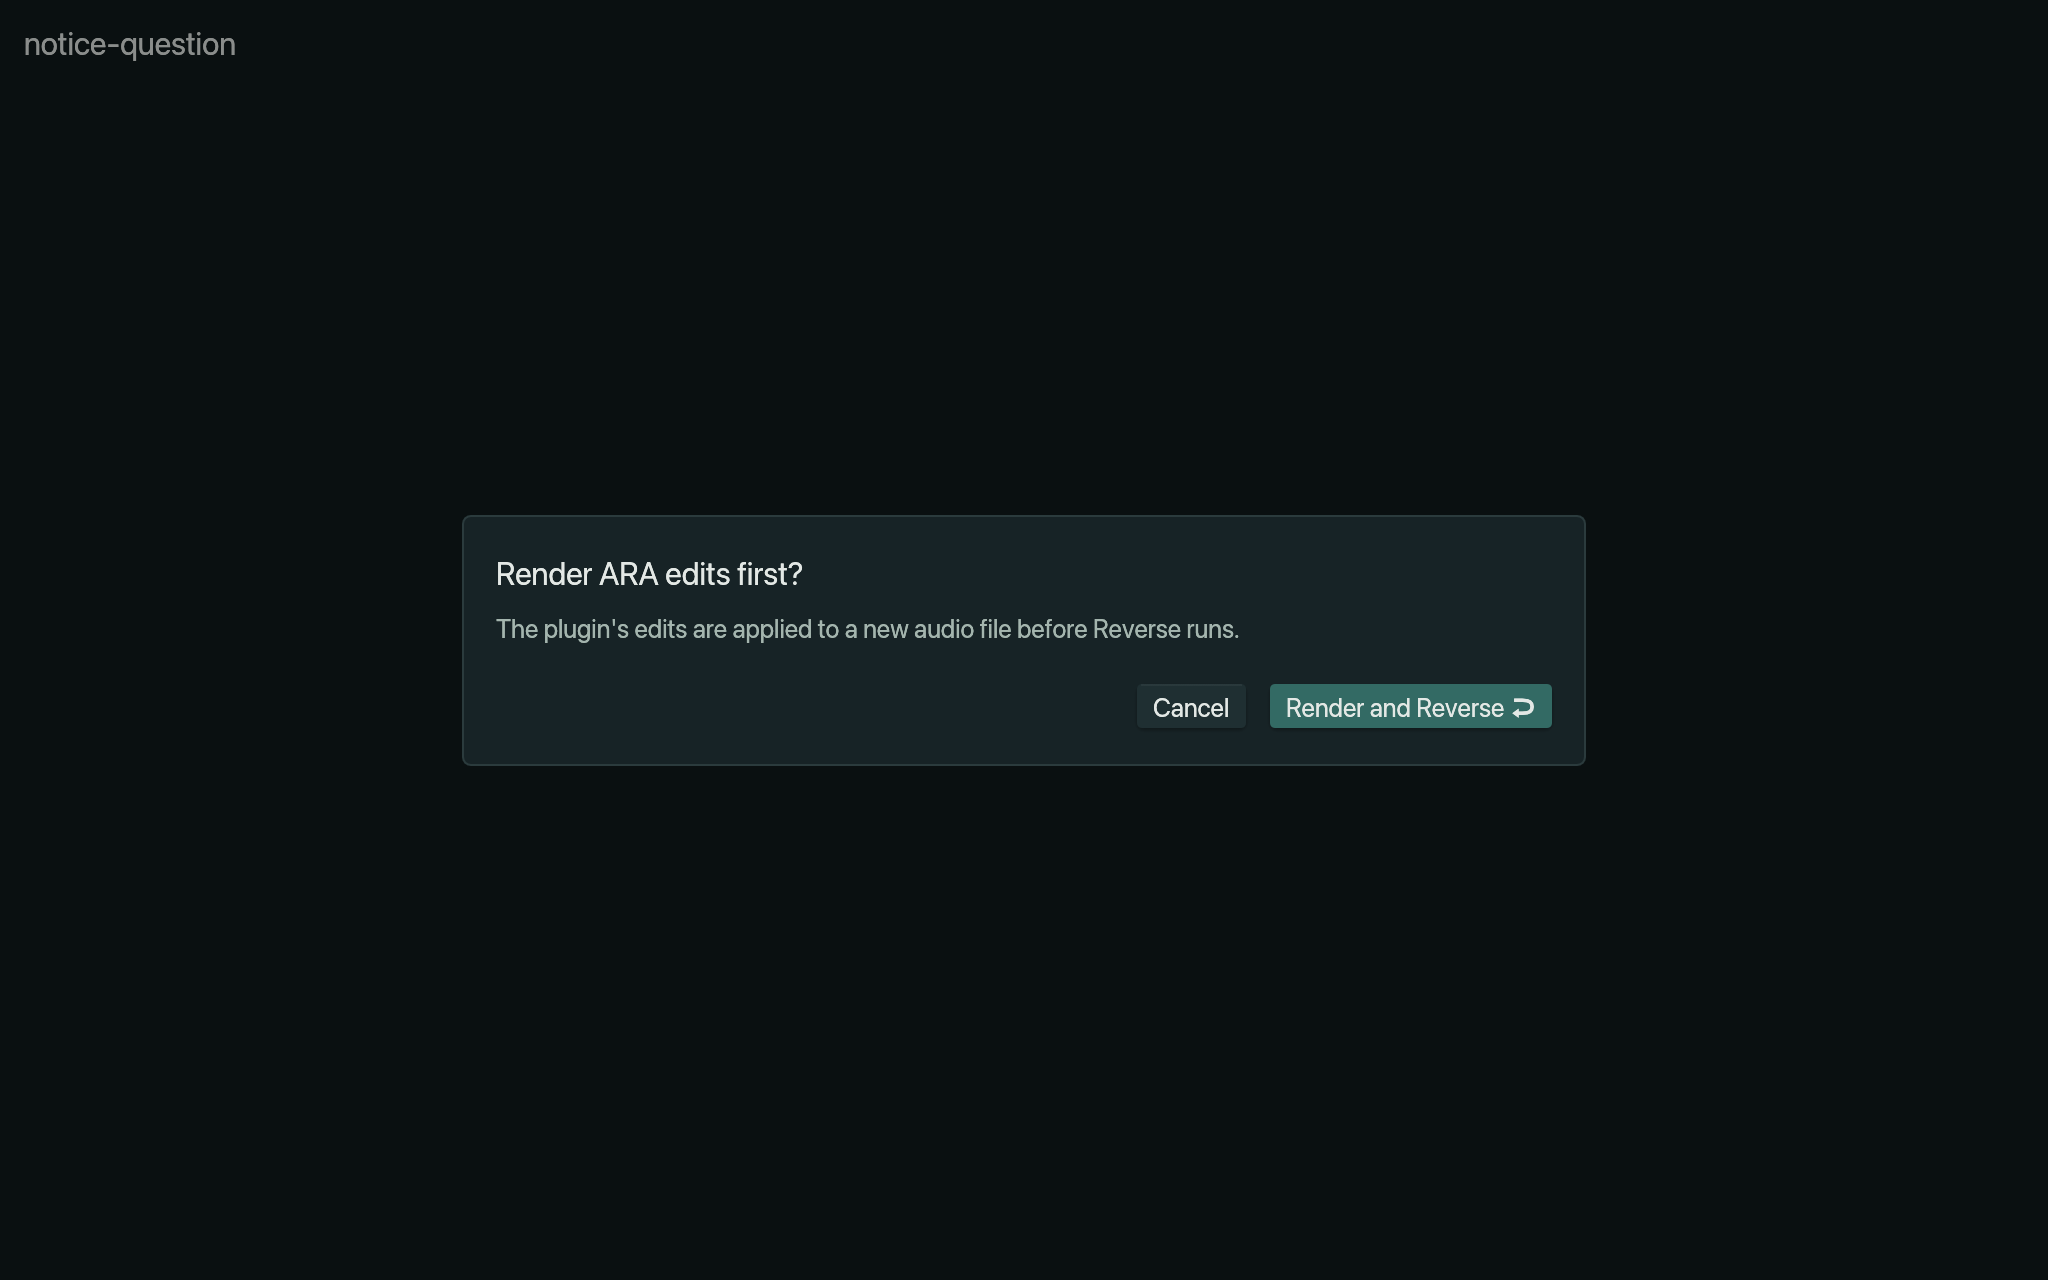 notice-question
Render ARA edits first?
The plugin's edits are applied to a new audio file before Reverse runs.
Cancel
Render and Reverse